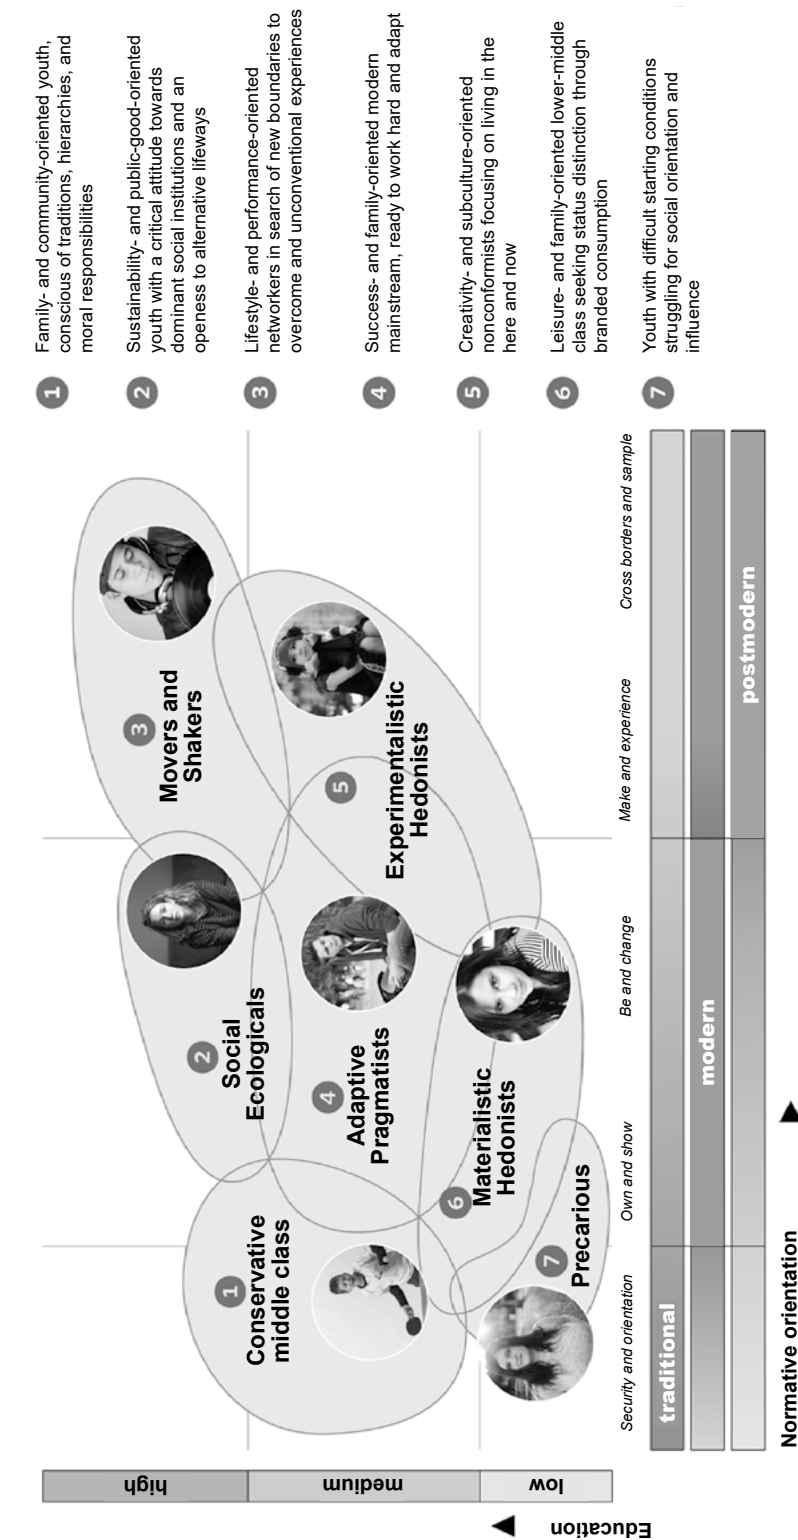 1
Family- and community-oriented youth,
conscious of traditions, hierarchies, and
moral responsibilities
2
Sustainability- and public-good-oriented
youth with a critical attitude towards
dominant social institutions and an
openess to alternative lifeways
3
Lifestyle- and performance-oriented
networkers in search of new boundaries to
overcome and unconventional experiences
4
Success- and family-oriented modern
mainstream, ready to work hard and adapt
5
Creativity- and subculture-oriented
nonconformists focusing on living in the
here and now
6
Leisure- and family-oriented lower-middle
class seeking status distinction through
branded consumption
7
Youth with difficult starting conditions
struggling for social orientation and
influence
3
Movers and
Shakers
2
Social
Ecologicals
5
Experimentalistic
Hedonists
4
Adaptive
Pragmatists
1
Conservative
middle class
6
Materialistic
Hedonists
7
Precarious
Education
high
medium
low
Security and orientation
Own and show
Be and change
Make and experience
Cross borders and sample
traditional
modern
postmodern
Normative orientation